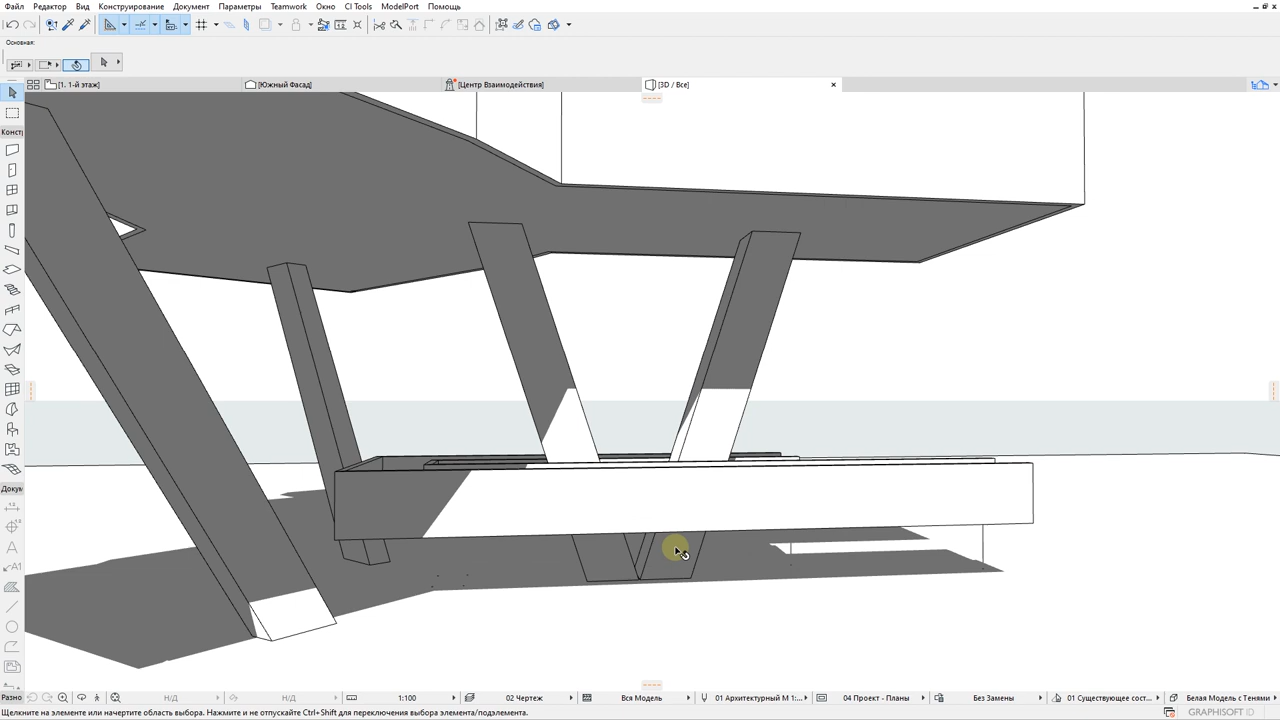 Файл Редактор Вид Конструирование Документ Параметры Teamwork Окно CI Tools ModelPort Помощь
Основная:
[1. 1-й этаж] [Южный Фасад] [Центр Взаимодействия] [3D / Все]
Констр
Докум
Разно
Н/Д Н/Д 1:100 02 Чертеж Вся Модель 01 Архитектурный М 1:... 04 Проект - Планы Без Замены 01 Существующее сост... Белая Модель с Тенями
Щелкните на элементе или начертите область выбора. Нажмите и не отпускайте Ctrl+Shift для переключения выбора элемента/подэлемента. GRAPHISOFT ID